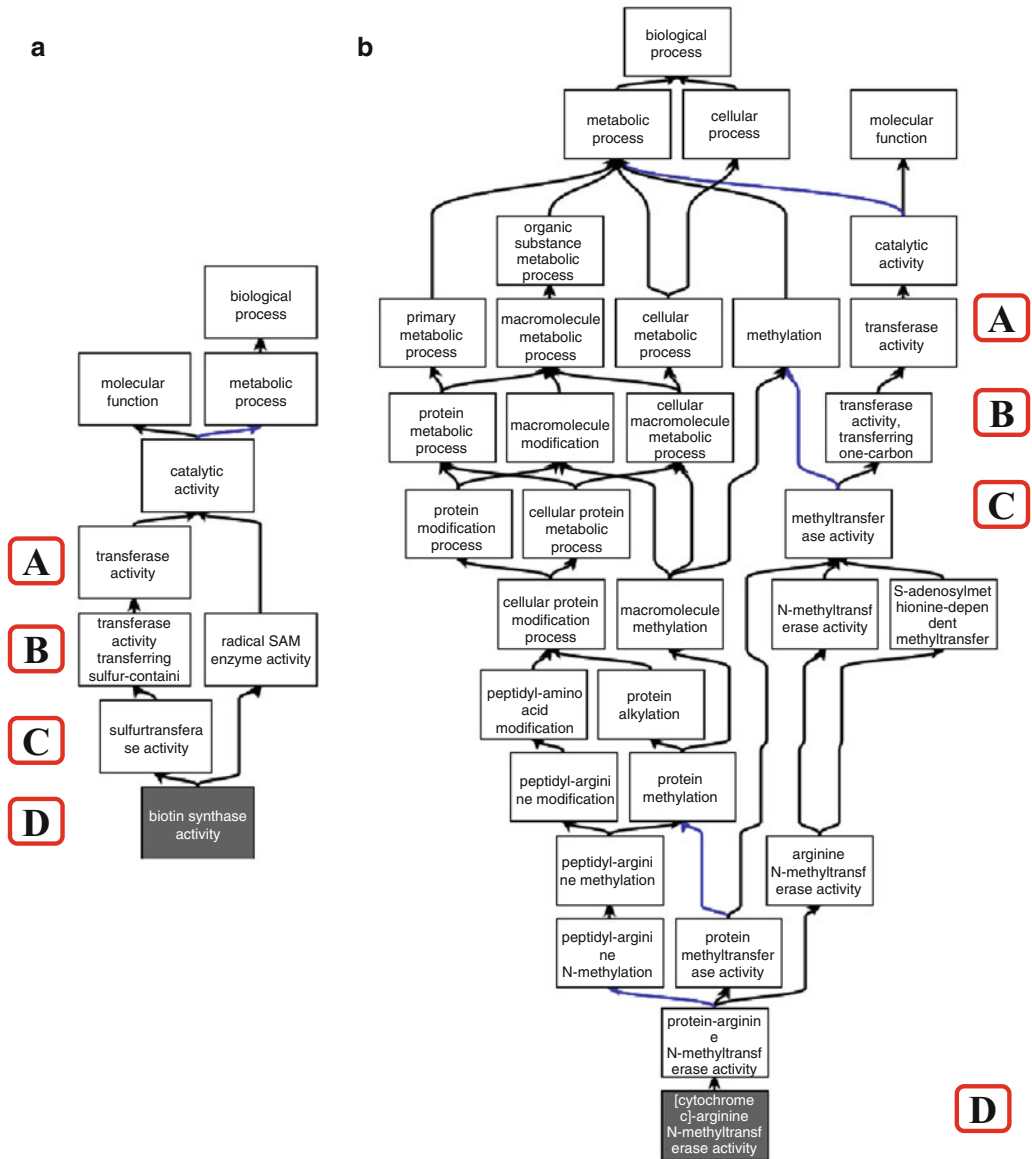 a
biological
process
molecular
function
metabolic
process
catalytic
activity
A
transferase
activity
B
transferase
activity
transferring
sulfur-containi
radical SAM
enzyme activity
C
sulfurtransfera
se activity
D
biotin synthase
activity
b
biological
process
metabolic
process
cellular
process
molecular
function
organic
substance
metabolic
process
catalytic
activity
primary
metabolic
process
macromolecule
metabolic
process
cellular
metabolic
process
methylation
transferase
activity
A
protein
metabolic
process
macromolecule
modification
cellular
macromolecule
metabolic
process
transferase
activity,
transferring
one-carbon
B
protein
modification
process
cellular protein
metabolic
process
methyltransfer
ase activity
C
cellular protein
modification
process
macromolecule
methylation
N-methyltransf
erase activity
S-adenosylmet
hionine-depen
dent
methyltransfer
peptidyl-amino
acid
modification
protein
alkylation
peptidyl-argini
ne modification
protein
methylation
peptidyl-argini
ne methylation
arginine
N-methyltransf
erase activity
peptidyl-argini
ne
N-methylation
protein
methyltransfer
ase activity
protein-arginin
e
N-methyltransf
erase activity
[cytochrome
c]-arginine
N-methyltransf
erase activity
D